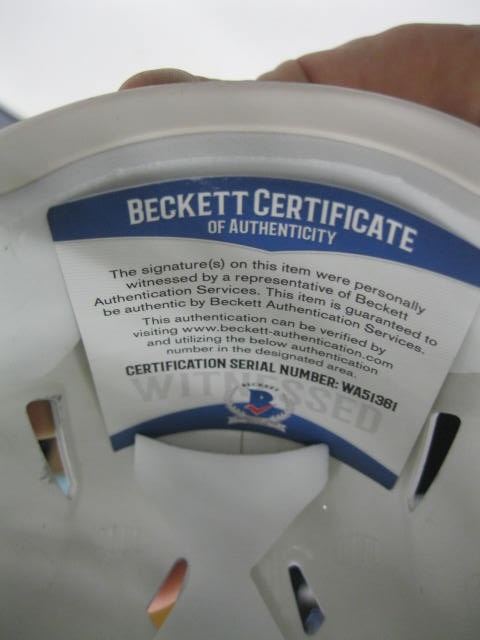 BECKETT CERTIFICATE
OF AUTHENTICITY
The signature(s) on this item were personally
witnessed by a representative of Beckett
Authentication Services. This item is guaranteed to
be authentic by Beckett Authentication Services.
This authentication can be verified by
visiting www.beckett-authentication.com
and utilizing the below authentication
number in the designated area.
CERTIFICATION SERIAL NUMBER: WA51361
WITNESSED
BECKETT
B